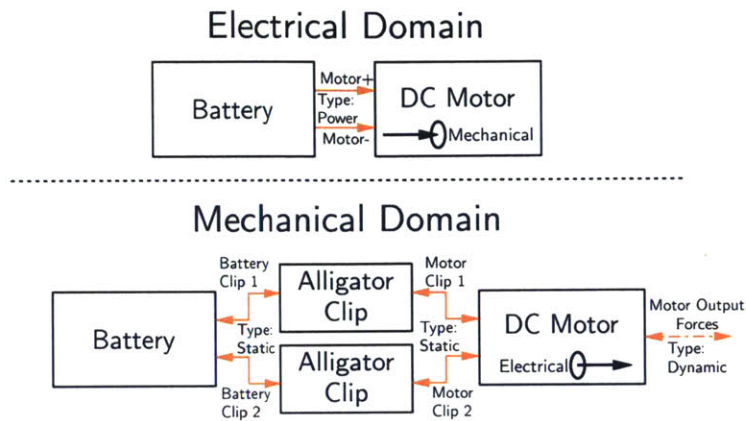 Electrical Domain
Battery
Motor+
Type:
Power
Motor-
DC Motor
Mechanical
Mechanical Domain
Battery
Battery
Clip 1
Type:
Static
Battery
Clip 2
Alligator
Clip
Alligator
Clip
Motor
Clip 1
Type:
Static
Motor
Clip 2
DC Motor
Electrical
Motor Output
Forces
Type:
Dynamic